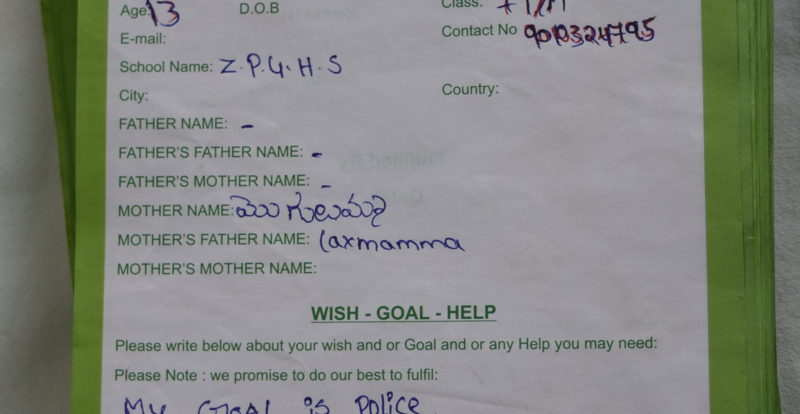 Age: 13 D.O.B Class:
E-mail: Contact No
School Name: Z.P.G.H.S
City: Country:
FATHER NAME: -
FATHER'S FATHER NAME: -
FATHER'S MOTHER NAME: -
MOTHER NAME:
MOTHER'S FATHER NAME: laxmamma
MOTHER'S MOTHER NAME:
WISH - GOAL - HELP
Please write below about your wish and or Goal and or any Help you may need:
Please Note : we promise to do our best to fulfil:
My GOAL is Police